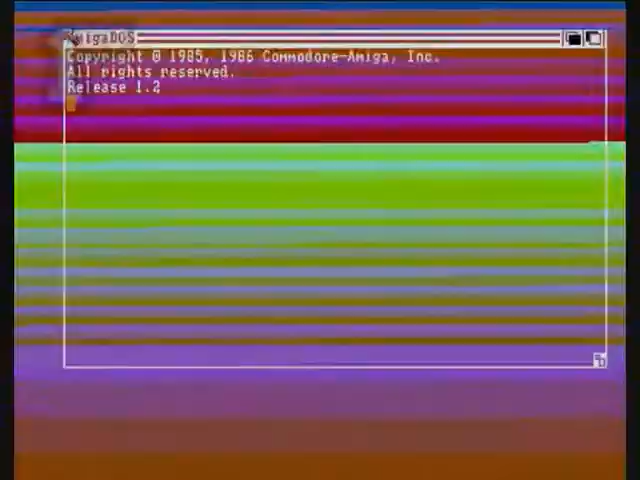 AmigaDOS
Copyright © 1985, 1986 Commodore-Amiga, Inc.
All rights reserved.
Release 1.2